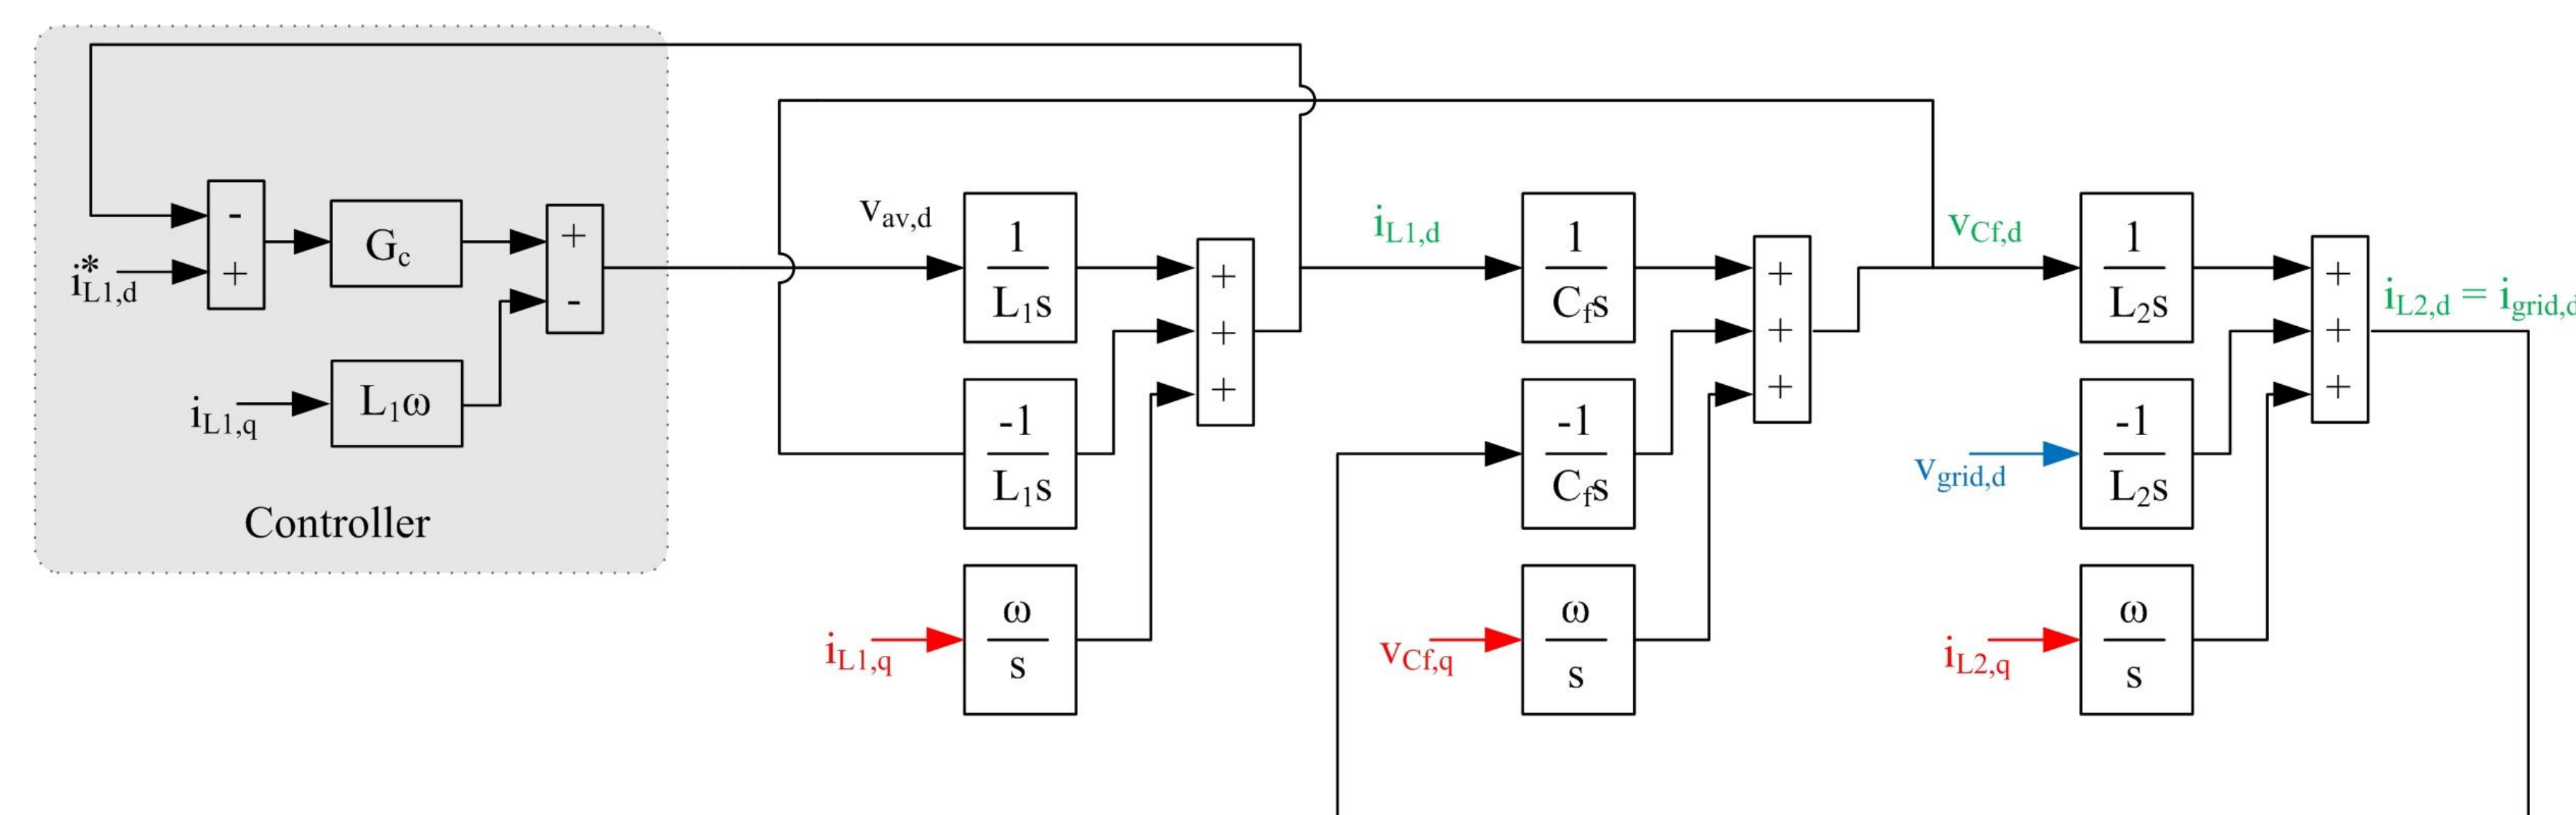 -
+
i*L1,d
Gc
+
-
iL1,q
L1ω
Controller
vav,d
1
L1s
-1
L1s
iL1,q
ω
s
+
+
+
iL1,d
1
Cfs
-1
Cfs
vCf,q
ω
s
+
+
+
vCf,d
1
L2s
vgrid,d
-1
L2s
iL2,q
ω
s
+
+
+
iL2,d = igrid,d